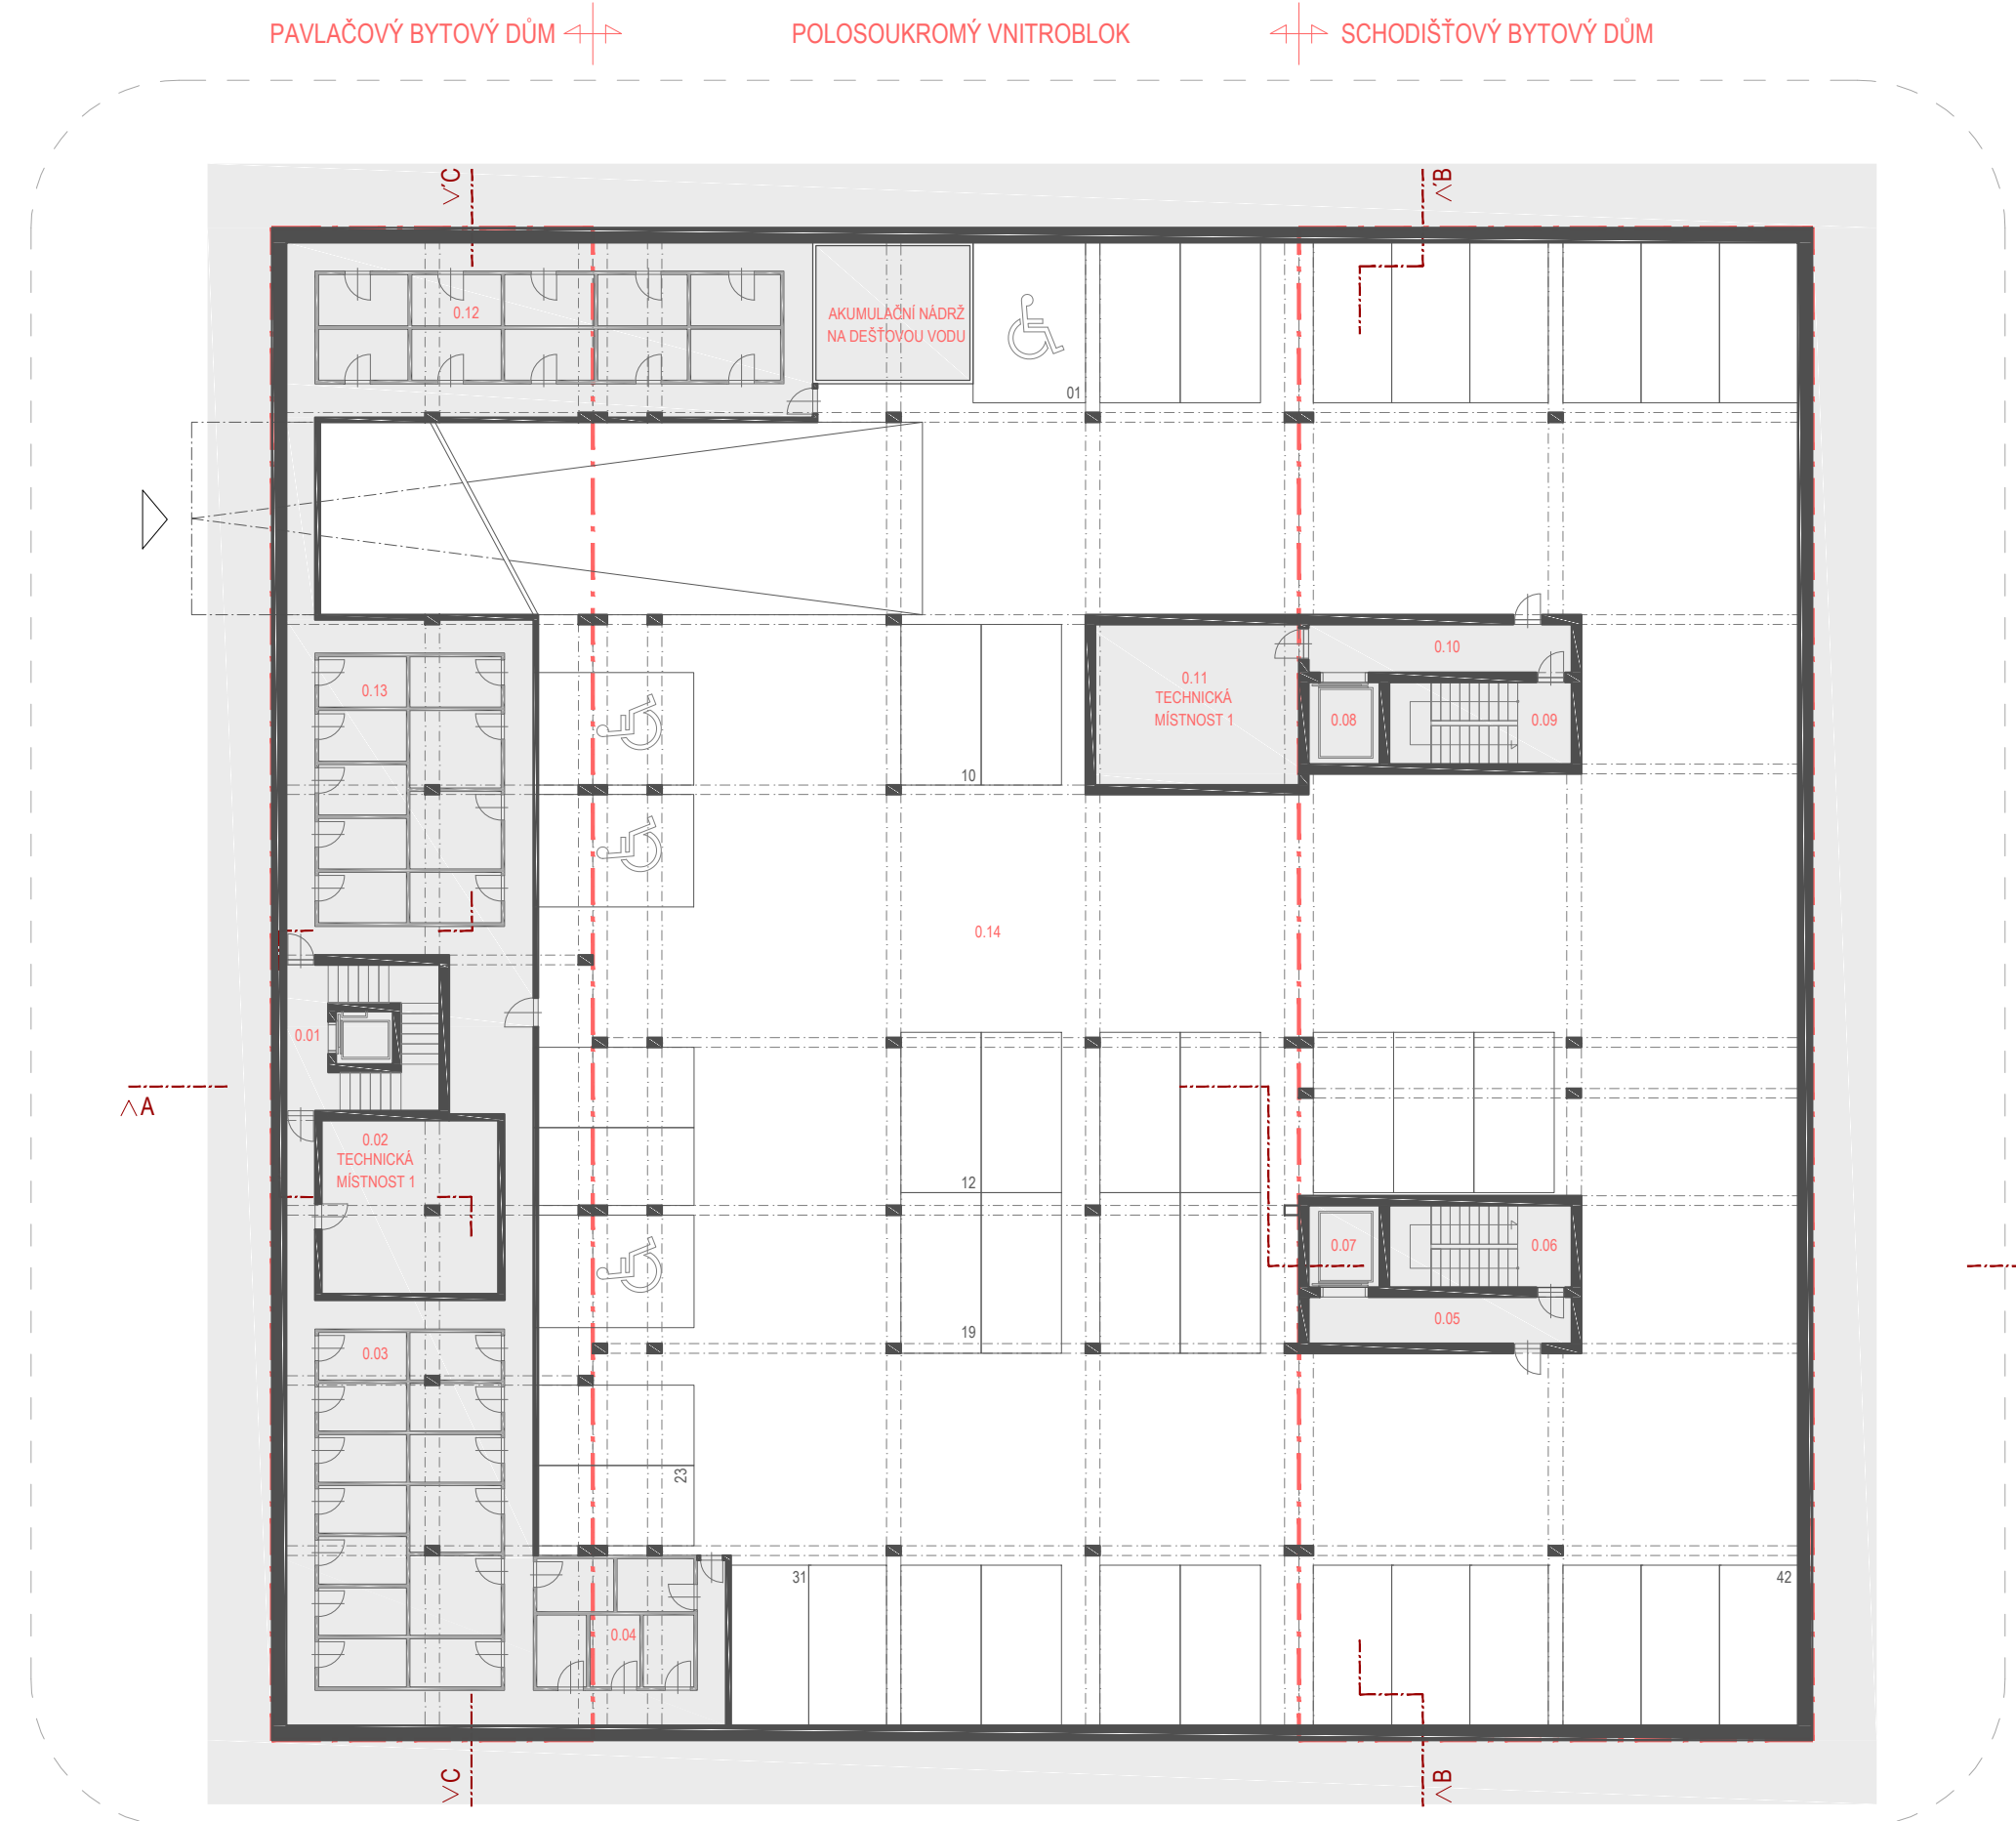 PAVLAČOVÝ BYTOVÝ DŮM
POLOSOUKROMÝ VNITROBLOK
SCHODIŠŤOVÝ BYTOVÝ DŮM
C'
B'
0.12
AKUMULAČNÍ NÁDRŽ
NA DEŠŤOVOU VODU
01
0.10
0.13
0.11
TECHNICKÁ
MÍSTNOST 1
0.08
0.09
10
0.14
0.01
A
0.02
TECHNICKÁ
MÍSTNOST 1
12
0.07
0.06
0.05
19
0.03
23
31
42
0.04
C
B